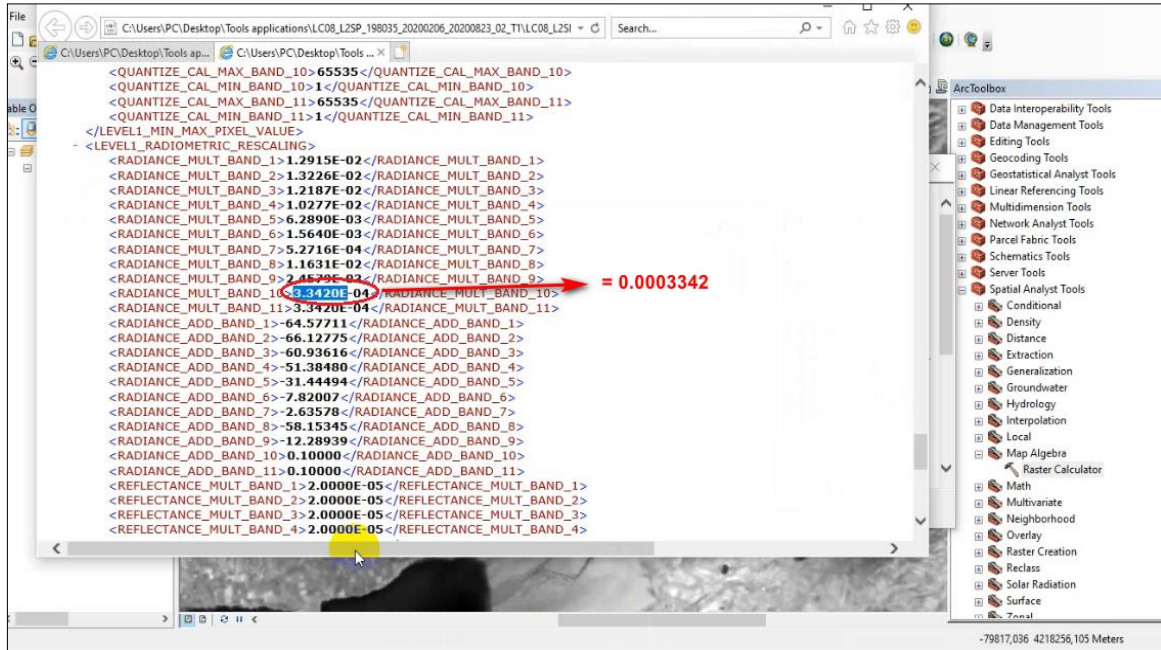 File
C:\Users\PC\Desktop\Tools applications\LC08_L2SP_198035_20200206_20200823_02_T1\LC08_L2SI
Search...
C:\Users\PC\Desktop\Tools ap...
C:\Users\PC\Desktop\Tools ...
<QUANTIZE_CAL_MAX_BAND_10>65535</QUANTIZE_CAL_MAX_BAND_10>
<QUANTIZE_CAL_MIN_BAND_10>1</QUANTIZE_CAL_MIN_BAND_10>
<QUANTIZE_CAL_MAX_BAND_11>65535</QUANTIZE_CAL_MAX_BAND_11>
<QUANTIZE_CAL_MIN_BAND_11>1</QUANTIZE_CAL_MIN_BAND_11>
</LEVEL1_MIN_MAX_PIXEL_VALUE>
- <LEVEL1_RADIOMETRIC_RESCALING>
<RADIANCE_MULT_BAND_1>1.2915E-02</RADIANCE_MULT_BAND_1>
<RADIANCE_MULT_BAND_2>1.3226E-02</RADIANCE_MULT_BAND_2>
<RADIANCE_MULT_BAND_3>1.2187E-02</RADIANCE_MULT_BAND_3>
<RADIANCE_MULT_BAND_4>1.0277E-02</RADIANCE_MULT_BAND_4>
<RADIANCE_MULT_BAND_5>6.2890E-03</RADIANCE_MULT_BAND_5>
<RADIANCE_MULT_BAND_6>1.5640E-03</RADIANCE_MULT_BAND_6>
<RADIANCE_MULT_BAND_7>5.2716E-04</RADIANCE_MULT_BAND_7>
<RADIANCE_MULT_BAND_8>1.1631E-02</RADIANCE_MULT_BAND_8>
<RADIANCE_MULT_BAND_9>2.4579E-03</RADIANCE_MULT_BAND_9>
<RADIANCE_MULT_BAND_10>3.3420E-04</RADIANCE_MULT_BAND_10>
= 0.0003342
<RADIANCE_MULT_BAND_11>3.3420E-04</RADIANCE_MULT_BAND_11>
<RADIANCE_ADD_BAND_1>-64.57711</RADIANCE_ADD_BAND_1>
<RADIANCE_ADD_BAND_2>-66.12775</RADIANCE_ADD_BAND_2>
<RADIANCE_ADD_BAND_3>-60.93616</RADIANCE_ADD_BAND_3>
<RADIANCE_ADD_BAND_4>-51.38480</RADIANCE_ADD_BAND_4>
<RADIANCE_ADD_BAND_5>-31.44494</RADIANCE_ADD_BAND_5>
<RADIANCE_ADD_BAND_6>-7.82007</RADIANCE_ADD_BAND_6>
<RADIANCE_ADD_BAND_7>-2.63578</RADIANCE_ADD_BAND_7>
<RADIANCE_ADD_BAND_8>-58.15345</RADIANCE_ADD_BAND_8>
<RADIANCE_ADD_BAND_9>-12.28939</RADIANCE_ADD_BAND_9>
<RADIANCE_ADD_BAND_10>0.10000</RADIANCE_ADD_BAND_10>
<RADIANCE_ADD_BAND_11>0.10000</RADIANCE_ADD_BAND_11>
<REFLECTANCE_MULT_BAND_1>2.0000E-05</REFLECTANCE_MULT_BAND_1>
<REFLECTANCE_MULT_BAND_2>2.0000E-05</REFLECTANCE_MULT_BAND_2>
<REFLECTANCE_MULT_BAND_3>2.0000E-05</REFLECTANCE_MULT_BAND_3>
<REFLECTANCE_MULT_BAND_4>2.0000E-05</REFLECTANCE_MULT_BAND_4>
able O
ArcToolbox
Data Interoperability Tools
Data Management Tools
Editing Tools
Geocoding Tools
Geostatistical Analyst Tools
Linear Referencing Tools
Multidimension Tools
Network Analyst Tools
Parcel Fabric Tools
Schematics Tools
Server Tools
Spatial Analyst Tools
Conditional
Density
Distance
Extraction
Generalization
Groundwater
Hydrology
Interpolation
Local
Map Algebra
Raster Calculator
Math
Multivariate
Neighborhood
Overlay
Raster Creation
Reclass
Solar Radiation
Surface
Zonal
-79817,036 4218256,105 Meters